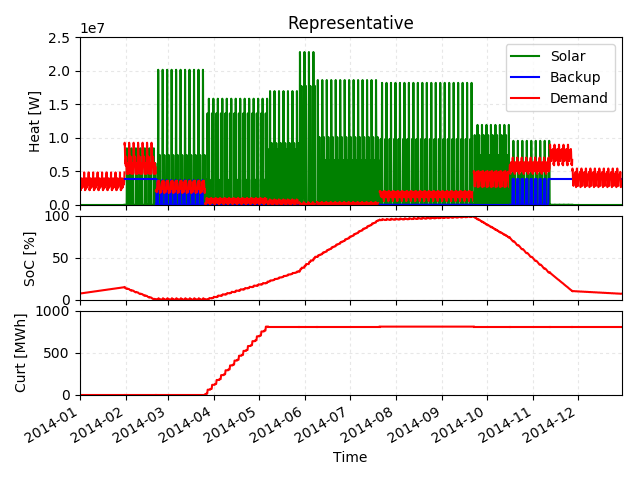 Representative
1e7
2.5
2.0
1.5
1.0
0.5
0.0
Heat [W]
Solar
Backup
Demand
100
50
0
SoC [%]
1000
500
0
Curt [MWh]
2014-01
2014-02
2014-03
2014-04
2014-05
2014-06
2014-07
2014-08
2014-09
2014-10
2014-11
2014-12
Time